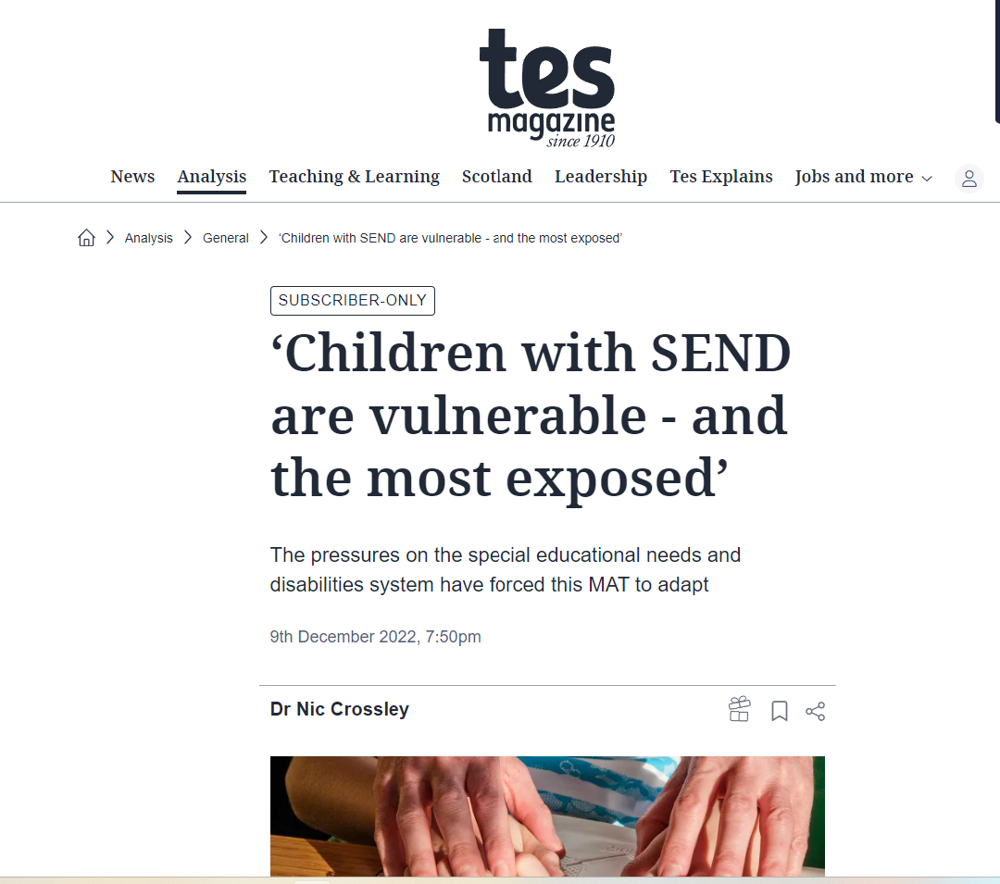 tes
magazine
since 1910
News Analysis Teaching & Learning Scotland Leadership Tes Explains Jobs and more
Analysis General ‘Children with SEND are vulnerable - and the most exposed’
SUBSCRIBER-ONLY
‘Children with SEND
are vulnerable - and
the most exposed’
The pressures on the special educational needs and
disabilities system have forced this MAT to adapt
9th December 2022, 7:50pm
Dr Nic Crossley